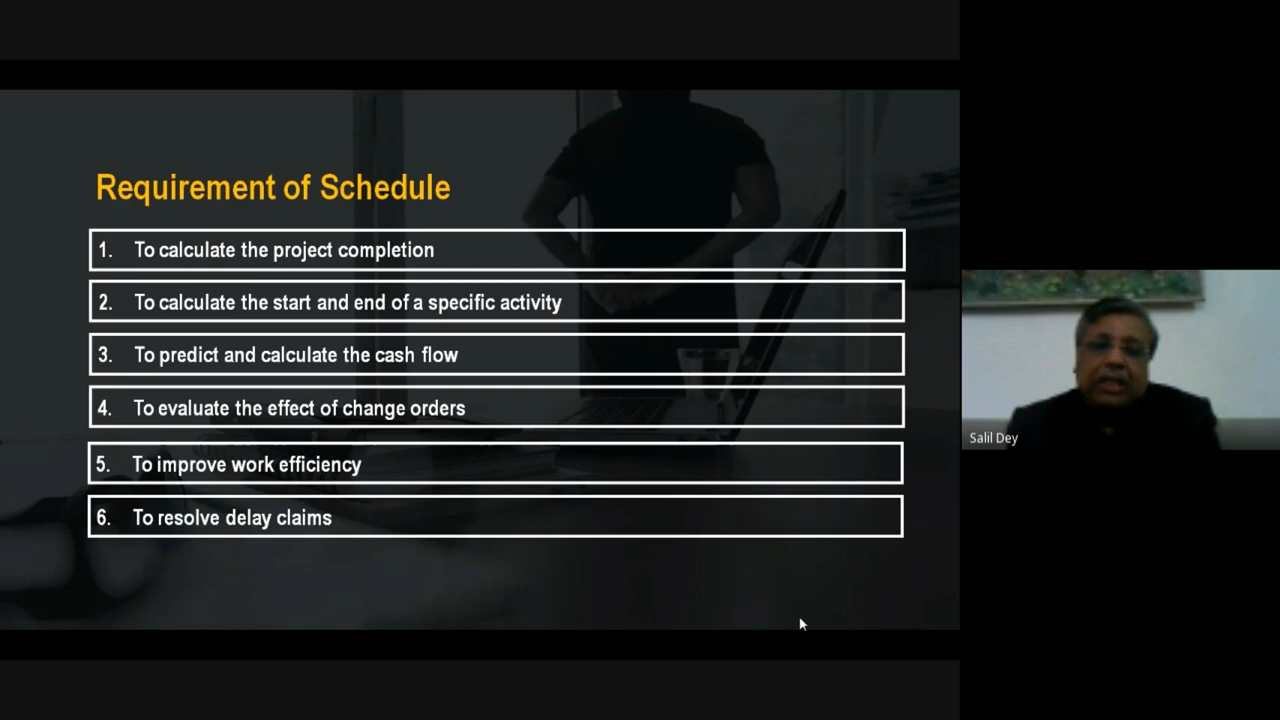 Requirement of Schedule
1. To calculate the project completion
2. To calculate the start and end of a specific activity
3. To predict and calculate the cash flow
4. To evaluate the effect of change orders
5. To improve work efficiency
6. To resolve delay claims
Salil Dey